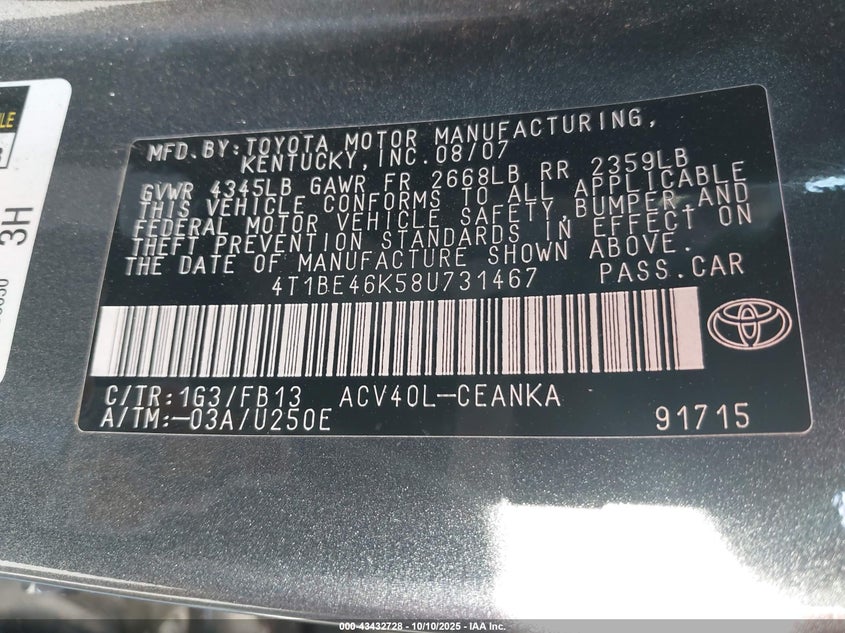 MFD.BY:TOYOTA MOTOR MANUFACTURING,
KENTUCKY,INC.08/07
GVWR 4345LB GAWR FR 2668LB RR 2359LB
THIS VEHICLE CONFORMS TO ALL APPLICABLE
FEDERAL MOTOR VEHICLE SAFETY,BUMPER,AND
THEFT PREVENTION STANDARDS IN EFFECT ON
THE DATE OF MANUFACTURE SHOWN ABOVE.
4T1BE46K58U731467 PASS.CAR
C/TR:1G3/FB13 ACV40L-CEANKA
A/TM:-03A/U250E 91715
3H
000-43432728 - 10/10/2025 - IAA Inc.